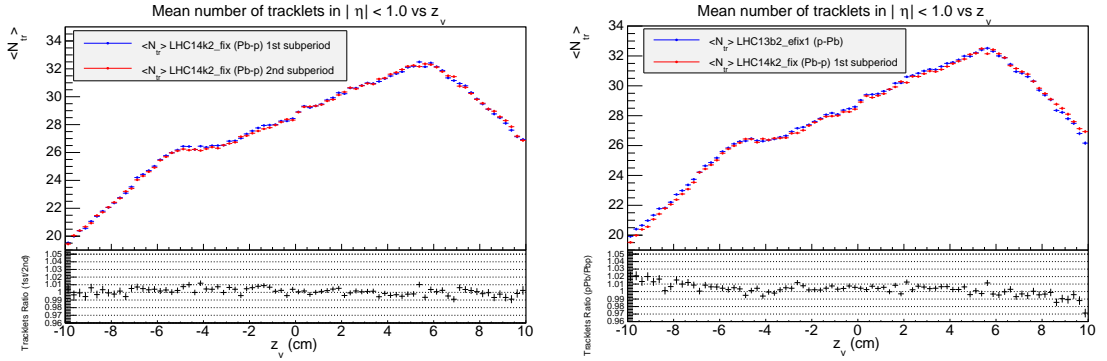 Mean number of tracklets in | η| < 1.0 vs z_v
<N_tr>
34
32
30
28
26
24
22
20
<N_tr> LHC14k2_fix (Pb-p) 1st subperiod
<N_tr> LHC14k2_fix (Pb-p) 2nd subperiod
Tracklets Ratio (1st/2nd)
1.05
1.04
1.03
1.02
1.01
1
0.99
0.98
0.97
0.96
-10 -8 -6 -4 -2 0 2 4 6 8 10
z_v (cm)
Mean number of tracklets in | η| < 1.0 vs z_v
<N_tr>
34
32
30
28
26
24
22
20
<N_tr> LHC13b2_efix1 (p-Pb)
<N_tr> LHC14k2_fix (Pb-p) 1st subperiod
Tracklets Ratio (pPb/Pbp)
1.05
1.04
1.03
1.02
1.01
1
0.99
0.98
0.97
0.96
-10 -8 -6 -4 -2 0 2 4 6 8 10
z_v (cm)